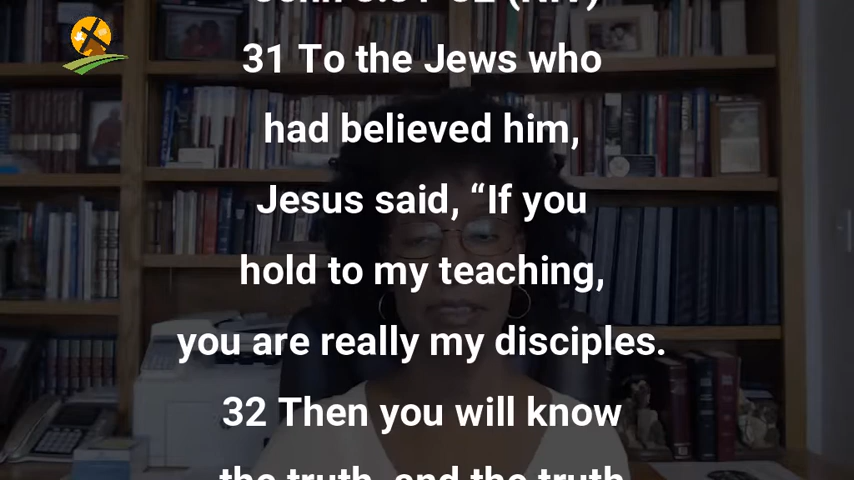 31 To the Jews who
had believed him,
Jesus said, “If you
hold to my teaching,
you are really my disciples.
32 Then you will know
the truth, and the truth